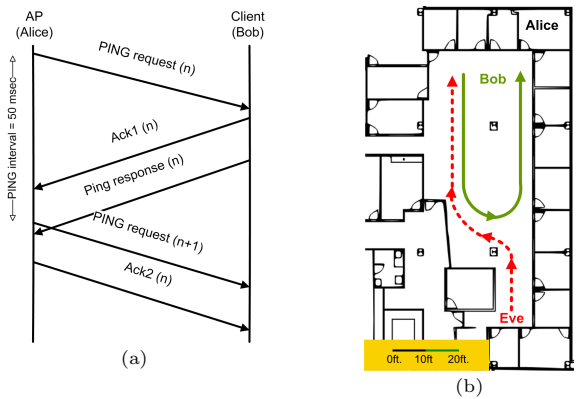 AP
(Alice)
Client
(Bob)
PING interval = 50 msec
PING request (n)
Ack1 (n)
Ping response (n)
PING request (n+1)
Ack2 (n)
(a)
Alice
Bob
Eve
0ft. 10ft 20ft.
(b)